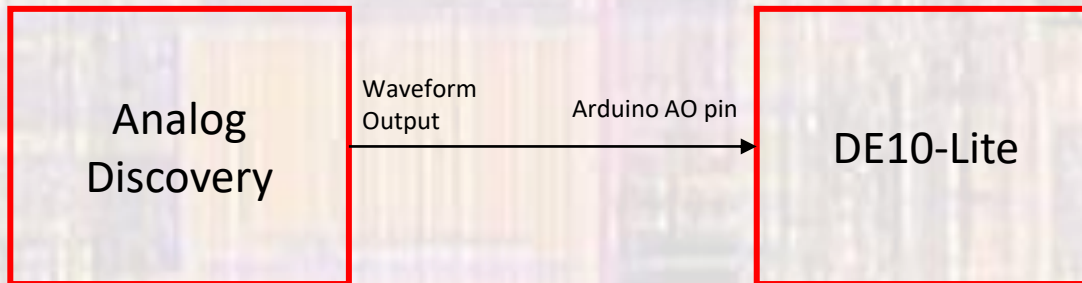 Analog
Discovery
Waveform
Output
Arduino AO pin
DE10-Lite